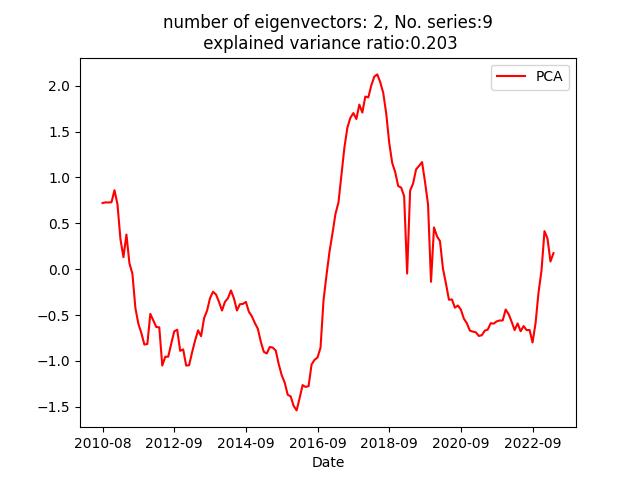 number of eigenvectors: 2, No. series:9
explained variance ratio:0.203
PCA
2.0
1.5
1.0
0.5
0.0
−0.5
−1.0
−1.5
2010-08 2012-09 2014-09 2016-09 2018-09 2020-09 2022-09
Date